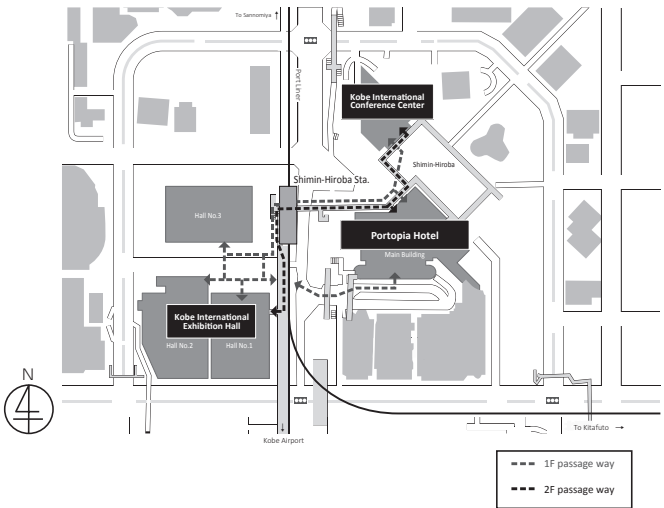 To Sannomiya
Port Liner
Kobe International
Conference Center
Shimin-Hiroba
Shimin-Hiroba Sta.
Hall No.3
Portopia Hotel
Main Building
Kobe International
Exhibition Hall
Hall No.2
Hall No.1
N
To Kitafuto
Kobe Airport
1F passage way
2F passage way